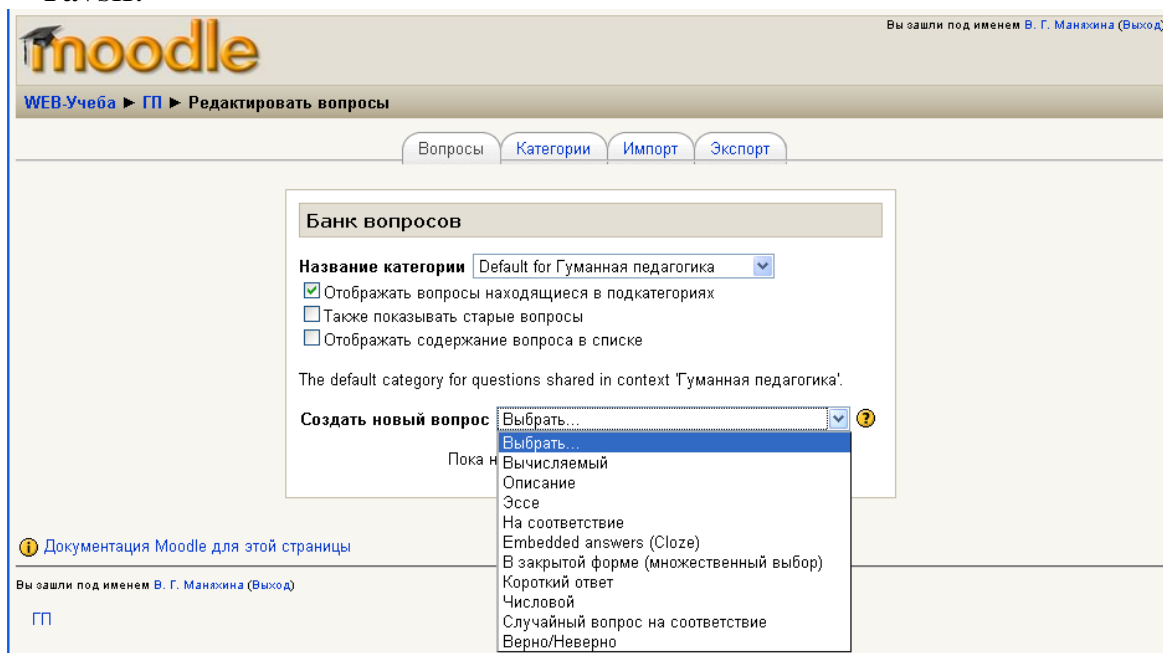 moodle
Вы зашли под именем В. Г. Маняхина (Выход)
WEB-Учеба ► ГП ► Редактировать вопросы
Вопросы Категории Импорт Экспорт
Банк вопросов
Название категории Default for Гуманная педагогика
Отображать вопросы находящиеся в подкатегориях
Также показывать старые вопросы
Отображать содержание вопроса в списке
The default category for questions shared in context 'Гуманная педагогика'.
Создать новый вопрос Выбрать...
Выбрать...
Пока
Вычисляемый
Описание
Эссе
На соответствие
Embedded answers (Cloze)
В закрытой форме (множественный выбор)
Короткий ответ
Числовой
Случайный вопрос на соответствие
Верно/Неверно
Документация Moodle для этой страницы
Вы зашли под именем В. Г. Маняхина (Выход)
ГП